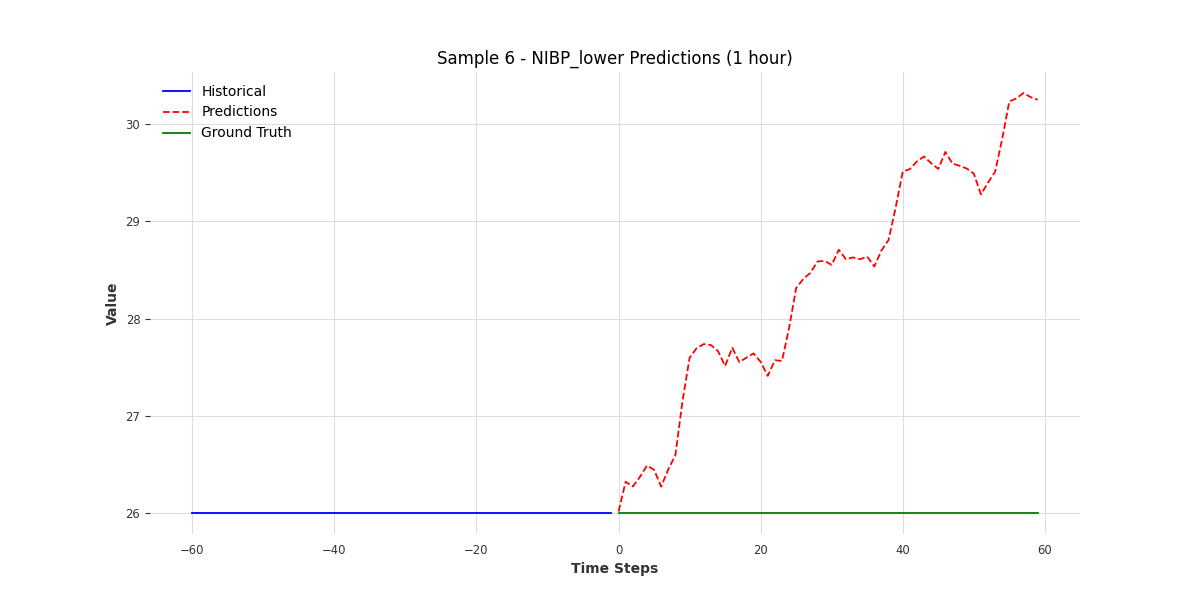 Sample 6 - NIBP_lower Predictions (1 hour)
Historical
Predictions
Ground Truth
30
29
28
27
26
Value
−60
−40
−20
0
20
40
60
Time Steps